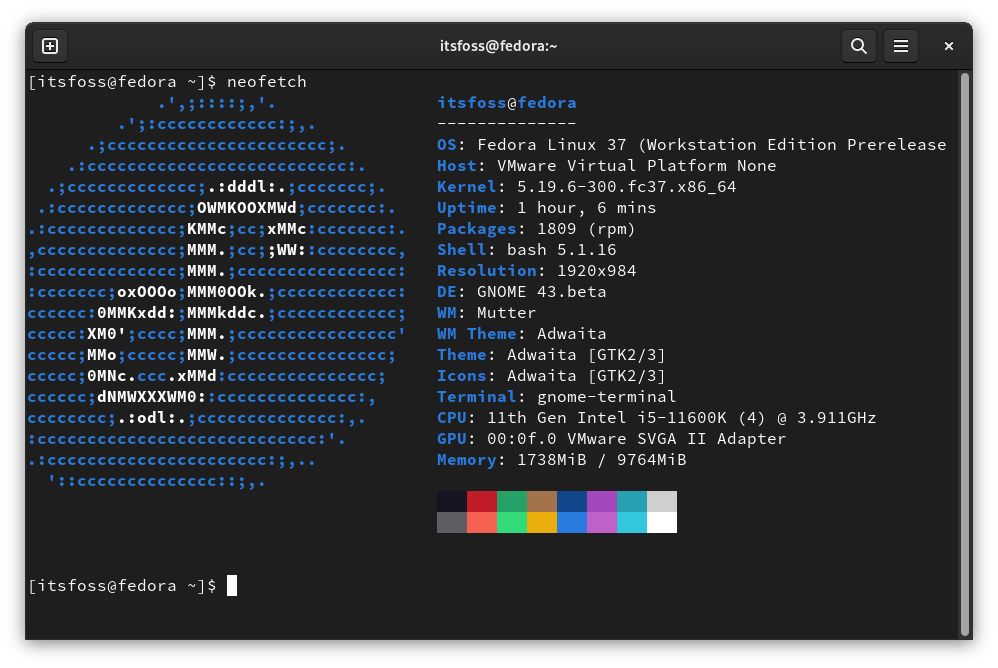 itsfoss@fedora:~
[itsfoss@fedora ~]$ neofetch
             .',;::::;,'.                itsfoss@fedora
         .';:cccccccccccc:;,.            --------------
      .;cccccccccccccccccccccc;.         OS: Fedora Linux 37 (Workstation Edition Prerelease
    .:cccccccccccccccccccccccccc:.       Host: VMware Virtual Platform None
  .;ccccccccccccc;.:dddl:.;ccccccc;.     Kernel: 5.19.6-300.fc37.x86_64
 .:ccccccccccccc;OWMKOOXMWd;ccccccc:.    Uptime: 1 hour, 6 mins
.:ccccccccccccc;KMMc;cc;xMMc:ccccccc:.   Packages: 1809 (rpm)
,cccccccccccccc;MMM.;cc;;WW::cccccccc,   Shell: bash 5.1.16
:cccccccccccccc;MMM.;cccccccccccccccc:   Resolution: 1920x984
:ccccccc;oxOOOo;MMM0OOk.;cccccccccccc:   DE: GNOME 43.beta
cccccc:0MMKxdd:;MMMkddc.;cccccccccccc;   WM: Mutter
ccccc:XM0';cccc;MMM.;cccccccccccccccc'   WM Theme: Adwaita
ccccc;MMo;ccccc;MMW.;ccccccccccccccc;    Theme: Adwaita [GTK2/3]
ccccc;0MNc.ccc.xMMd:ccccccccccccccc;     Icons: Adwaita [GTK2/3]
cccccc;dNMWXXXWM0::cccccccccccccc:,      Terminal: gnome-terminal
cccccccc;.:odl:.;cccccccccccccc:,.       CPU: 11th Gen Intel i5-11600K (4) @ 3.911GHz
:cccccccccccccccccccccccccccc:'.         GPU: 00:0f.0 VMware SVGA II Adapter
.:cccccccccccccccccccccc:;,..            Memory: 1738MiB / 9764MiB
  '::cccccccccccccc::;,.
[itsfoss@fedora ~]$